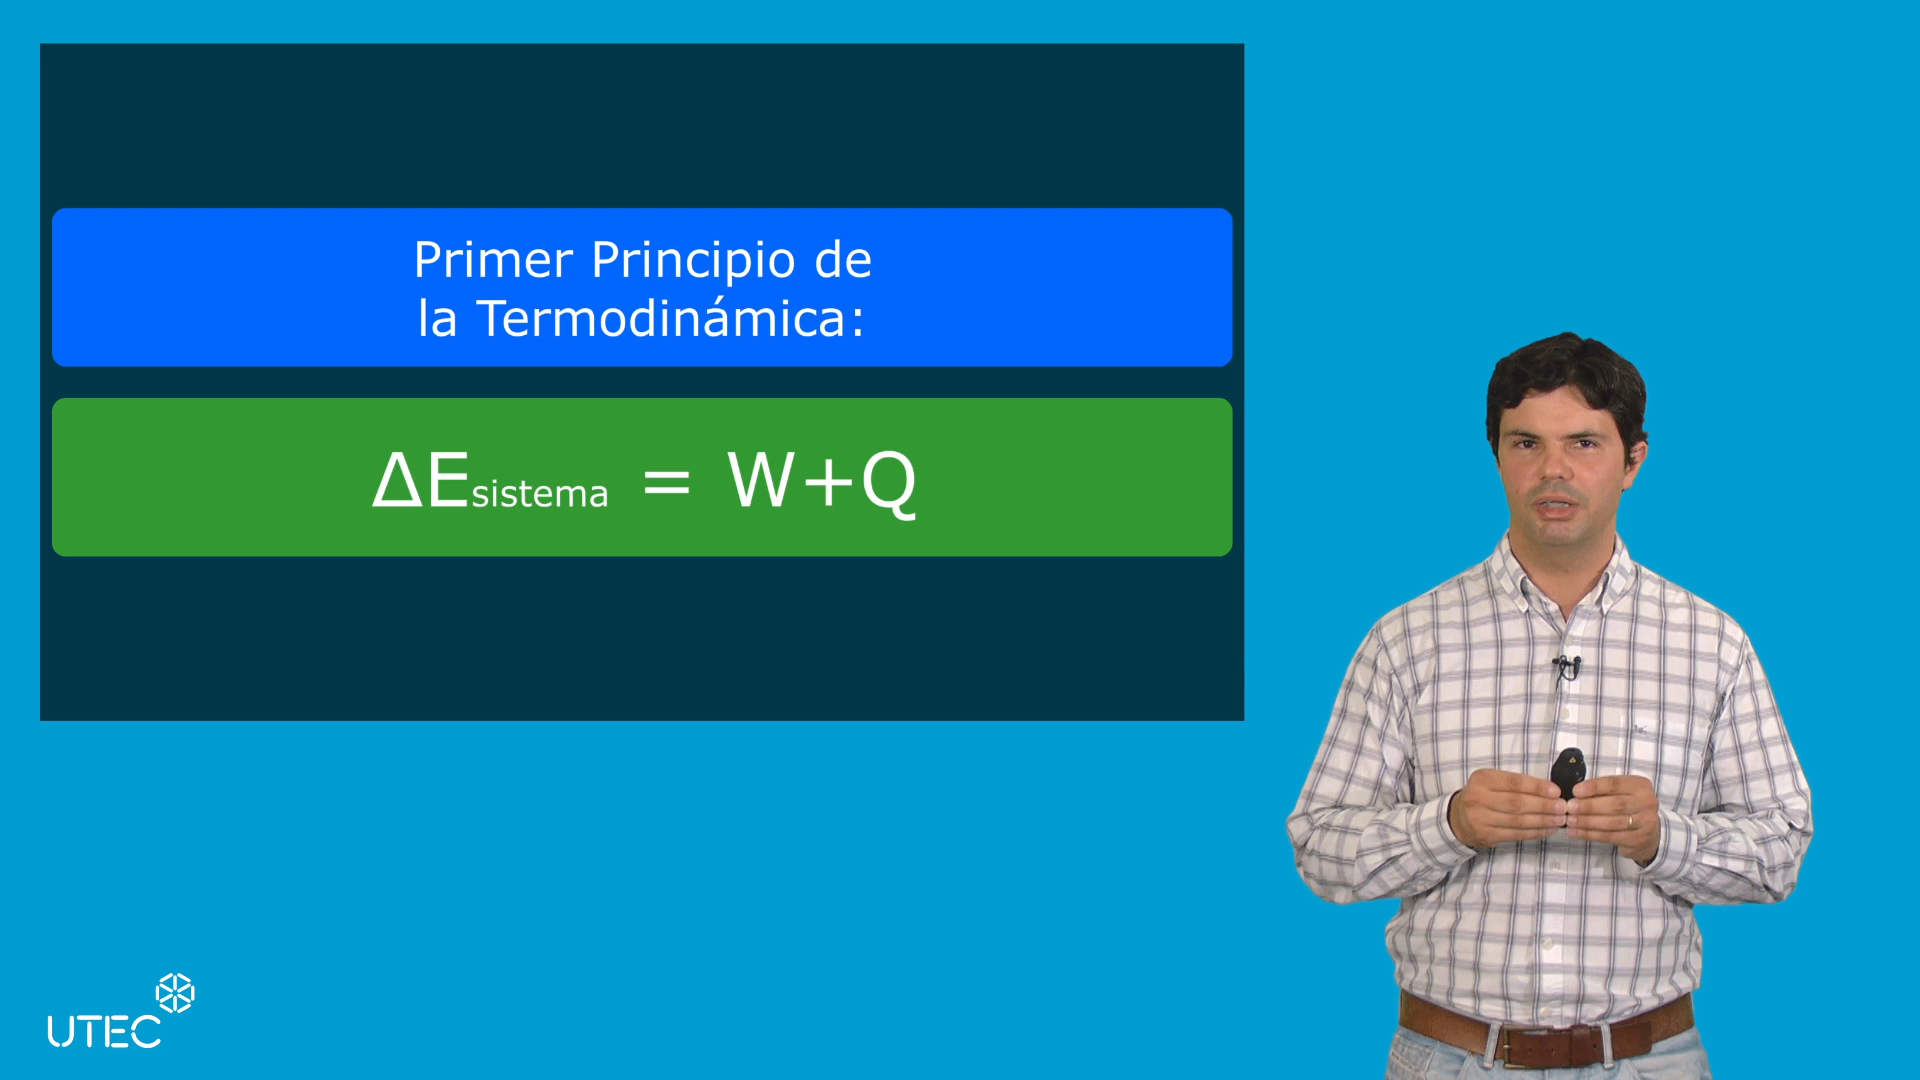 Primer Principio de
la Termodinámica:
ΔEsistema = W+Q
UTEC